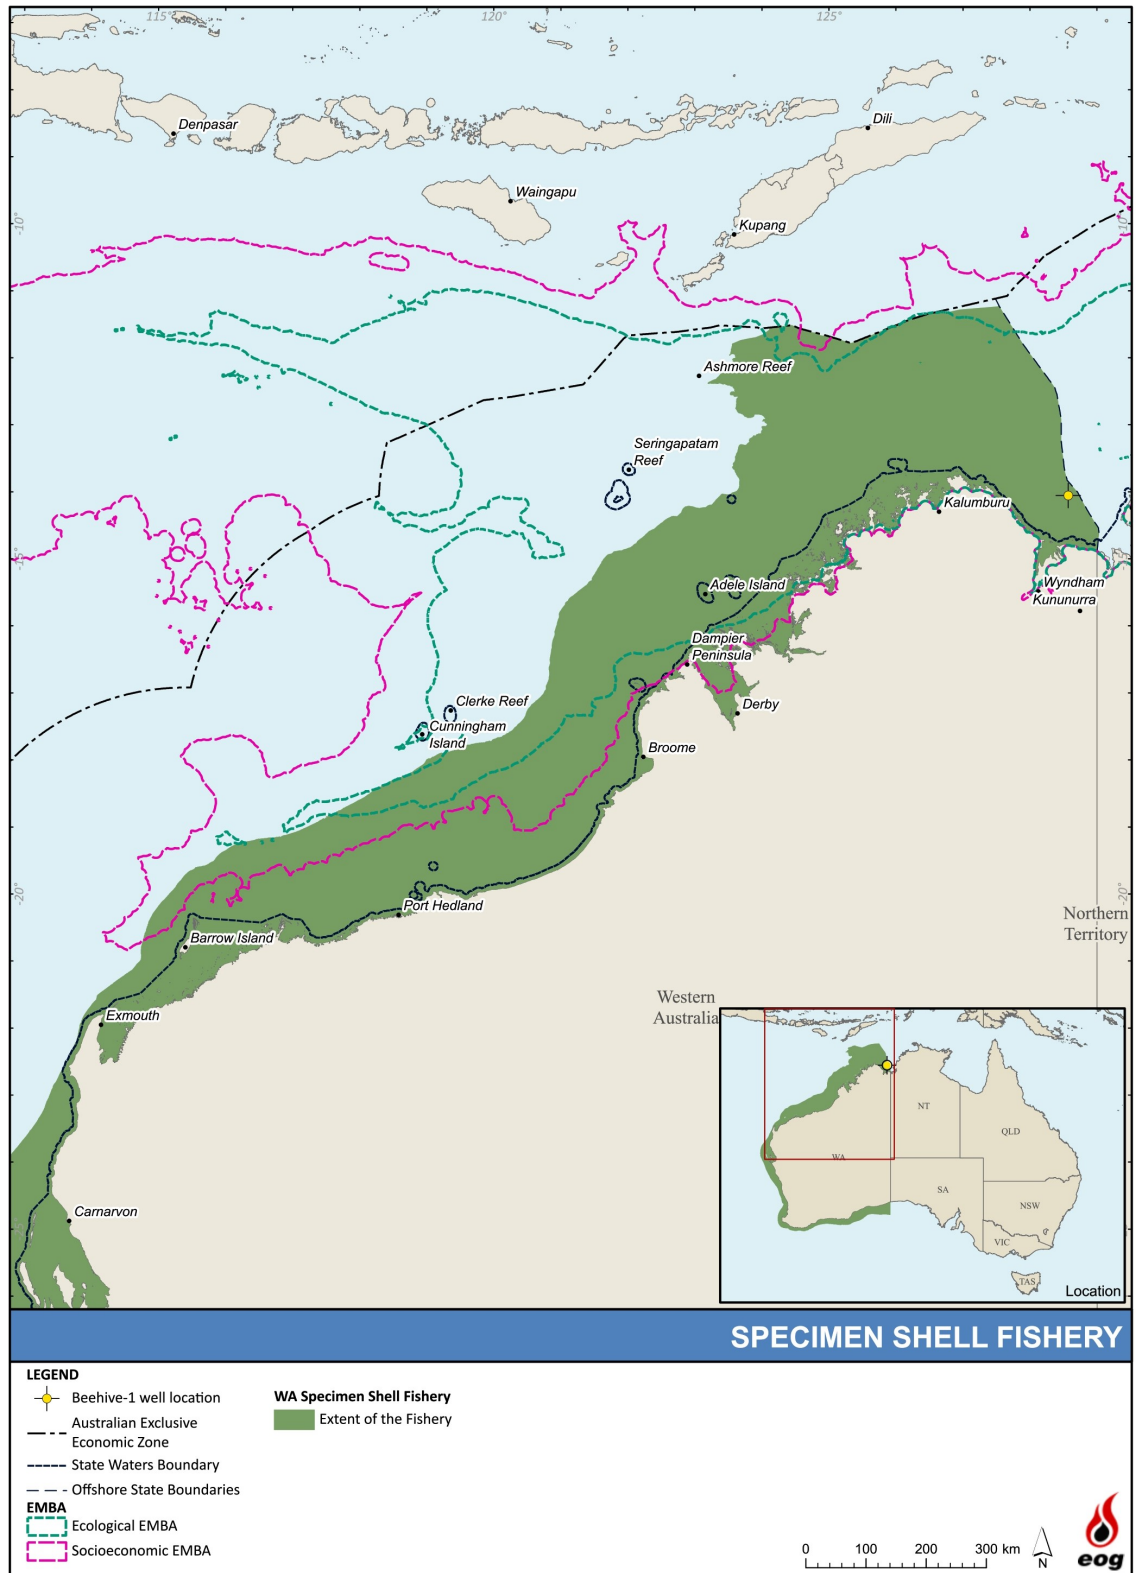 115°
120°
125°
Denpasar
Dili
Waingapu
-10°
Kupang
-10°
Ashmore Reef
Seringapatam
Reef
Kalumburu
-15°
Adele Island
Wyndham
Kununurra
Dampier
Peninsula
Clerke Reef
Derby
Cunningham
Island
Broome
-20°
-20°
Port Hedland
Northern
Territory
Barrow Island
Western
Australia
Exmouth
NT
QLD
WA
SA
NSW
VIC
TAS
Carnarvon
Location
SPECIMEN SHELL FISHERY
LEGEND
Beehive-1 well location
Australian Exclusive
Economic Zone
State Waters Boundary
Offshore State Boundaries
EMBA
Ecological EMBA
Socioeconomic EMBA
WA Specimen Shell Fishery
Extent of the Fishery
0 100 200 300 km
N
eog